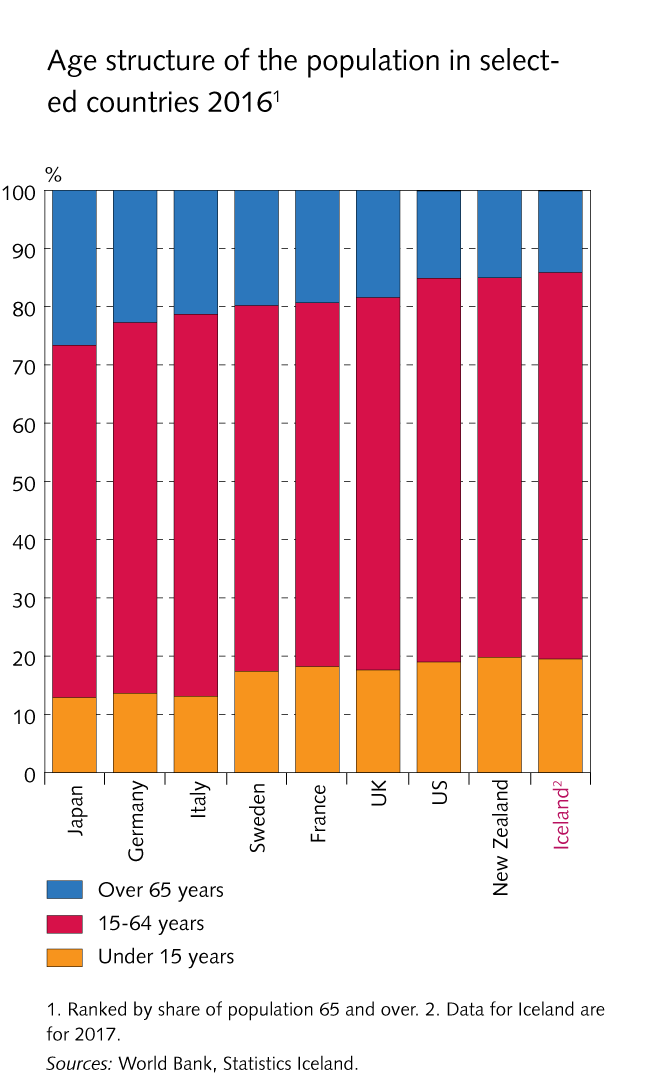 Age structure of the population in select-
ed countries 2016¹
%
100
90
80
70
60
50
40
30
20
10
0
Japan
Germany
Italy
Sweden
France
UK
US
New Zealand
Iceland²
Over 65 years
15-64 years
Under 15 years
1. Ranked by share of population 65 and over. 2. Data for Iceland are
for 2017.
Sources: World Bank, Statistics Iceland.